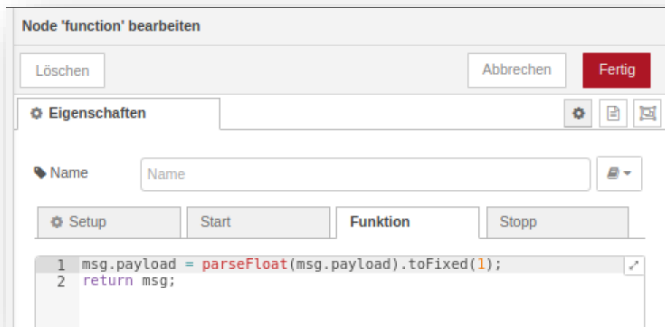 Node 'function' bearbeiten
Löschen
Abbrechen
Fertig
Eigenschaften
Name
Name
Setup
Start
Funktion
Stopp
1 msg.payload = parseFloat(msg.payload).toFixed(1);
2 return msg;